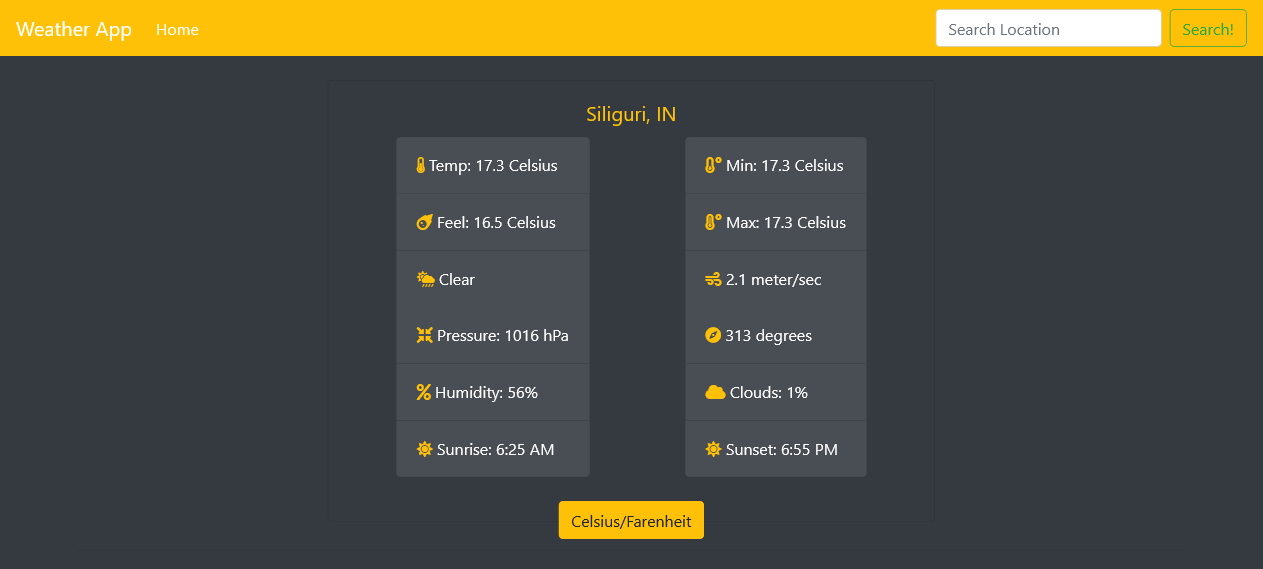 Weather App Home Search Location Search!
Siliguri, IN
Temp: 17.3 Celsius
Feel: 16.5 Celsius
Clear
Pressure: 1016 hPa
Humidity: 56%
Sunrise: 6:25 AM
Min: 17.3 Celsius
Max: 17.3 Celsius
2.1 meter/sec
313 degrees
Clouds: 1%
Sunset: 6:55 PM
Celsius/Farenheit